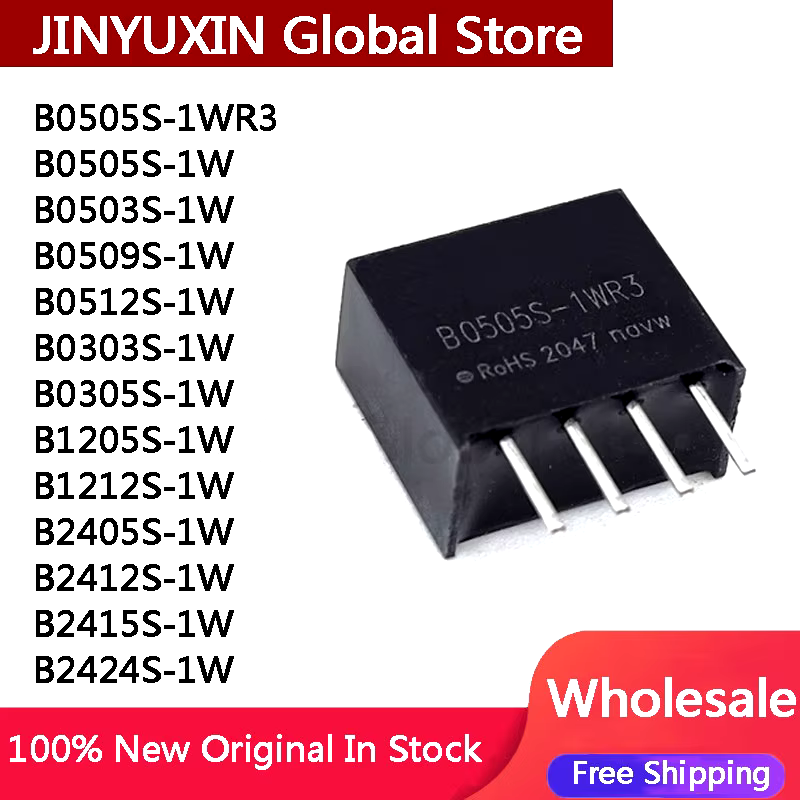 JINYUXIN Global Store
B0505S-1WR3
B0505S-1W
B0503S-1W
B0509S-1W
B0512S-1W
B0303S-1W
B0305S-1W
B1205S-1W
B1212S-1W
B2405S-1W
B2412S-1W
B2415S-1W
B2424S-1W
B0505S-1WR3
RoHS 2047 navw
Wholesale
100% New Original In Stock
Free Shipping